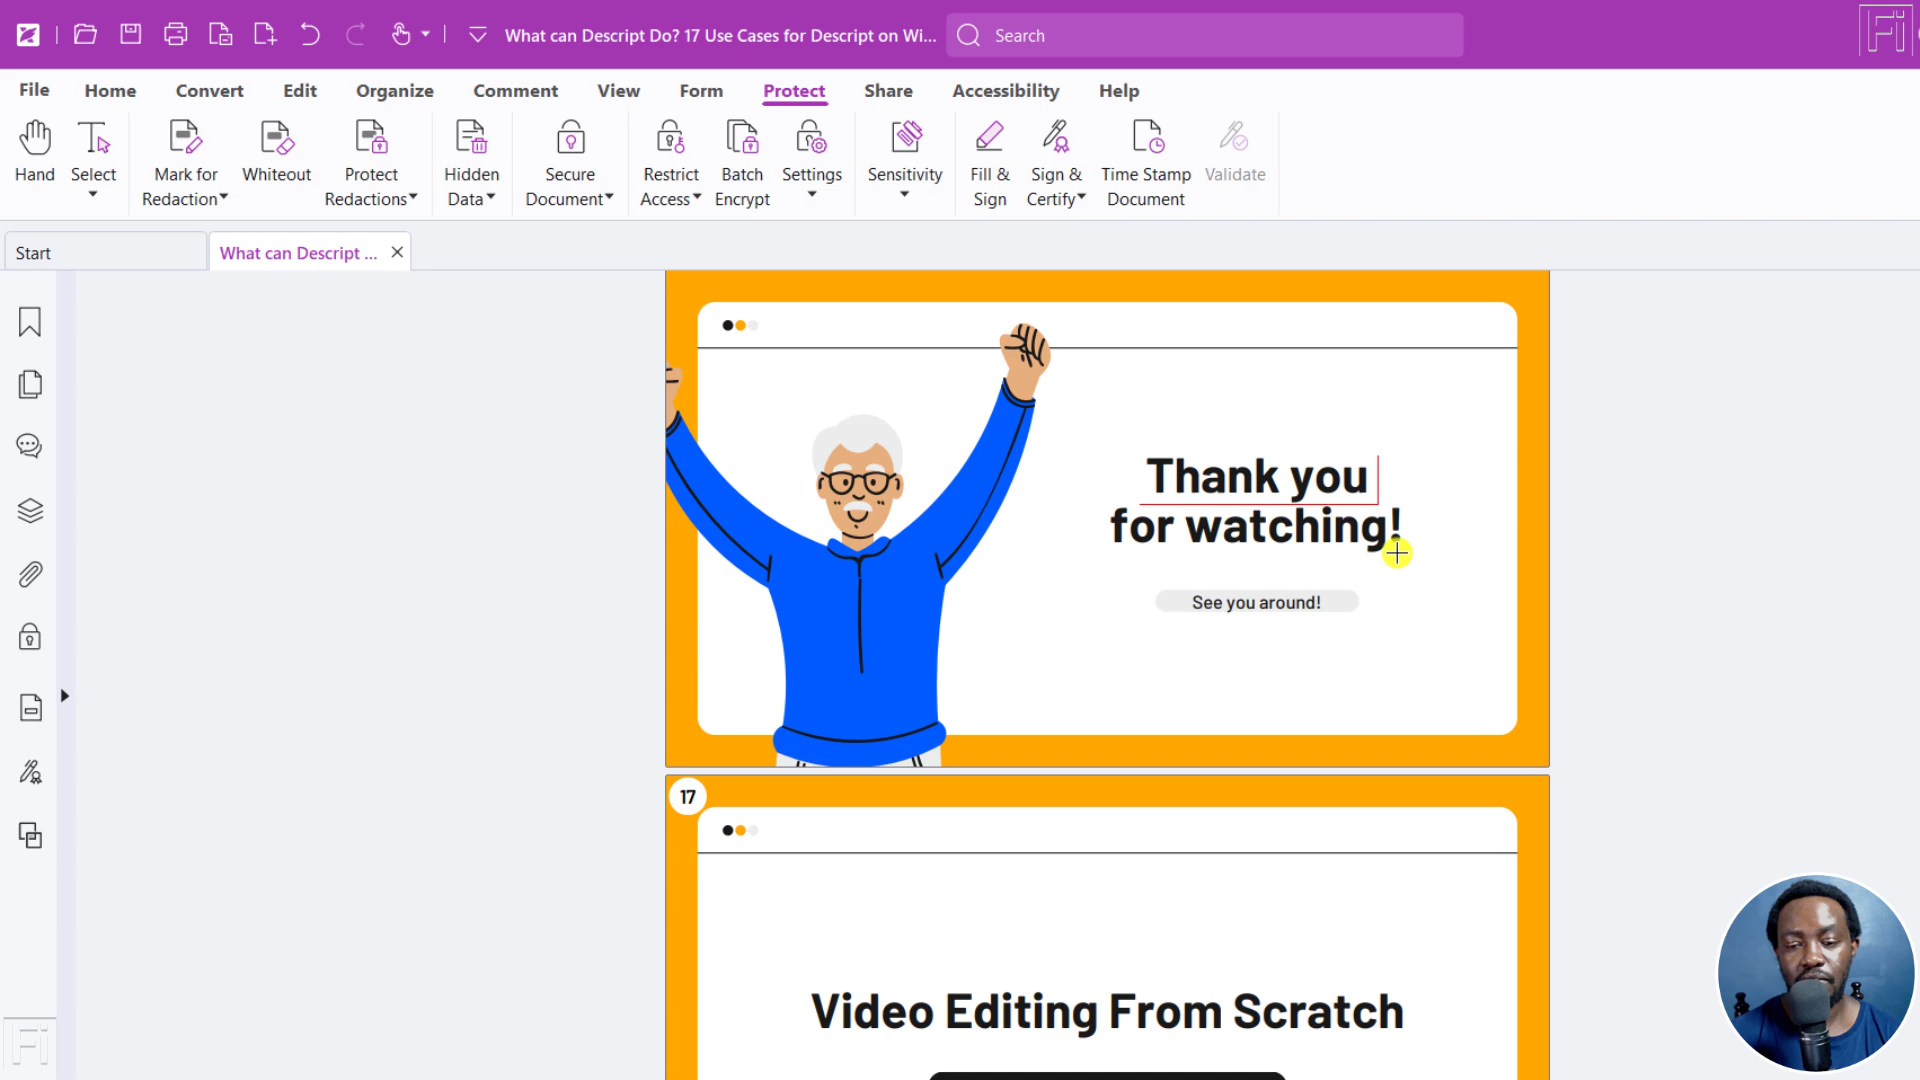 What can Descript Do? 17 Use Cases for Descript on Wi...
Search
Fi
File Home Convert Edit Organize Comment View Form Protect Share Accessibility Help
Hand
Select
Mark for
Redaction
Whiteout
Protect
Redactions
Hidden
Data
Secure
Document
Restrict
Access
Batch
Encrypt
Settings
Sensitivity
Fill &
Sign
Sign &
Certify
Time Stamp
Document
Validate
Start
What can Descript ...
Thank you
for watching!
See you around!
17
Video Editing From Scratch
Fi